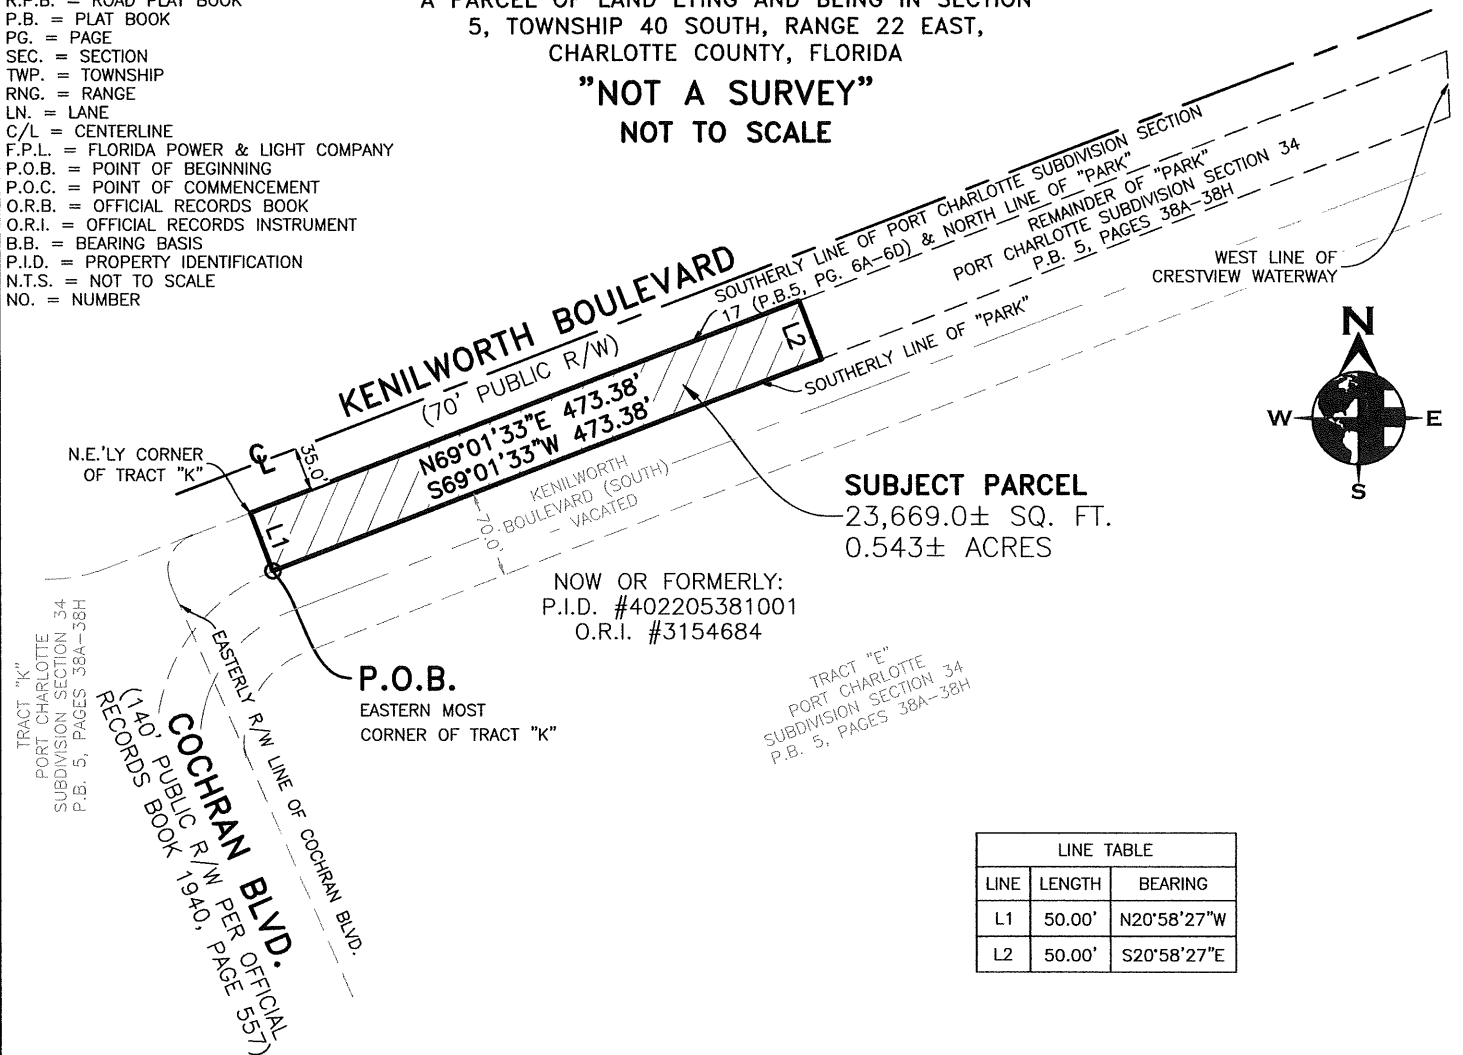 R.P.B. = ROAD PLAT BOOK
P.B. = PLAT BOOK
PG. = PAGE
SEC. = SECTION
TWP. = TOWNSHIP
RNG. = RANGE
LN. = LANE
C/L = CENTERLINE
F.P.L. = FLORIDA POWER & LIGHT COMPANY
P.O.B. = POINT OF BEGINNING
P.O.C. = POINT OF COMMENCEMENT
O.R.B. = OFFICIAL RECORDS BOOK
O.R.I. = OFFICIAL RECORDS INSTRUMENT
B.B. = BEARING BASIS
P.I.D. = PROPERTY IDENTIFICATION
N.T.S. = NOT TO SCALE
NO. = NUMBER
A PARCEL OF LAND LYING AND BEING IN SECTION
5, TOWNSHIP 40 SOUTH, RANGE 22 EAST,
CHARLOTTE COUNTY, FLORIDA
"NOT A SURVEY"
NOT TO SCALE
SOUTHERLY LINE OF PORT CHARLOTTE SUBDIVISION SECTION
17 (P.B.5, PG. 6A-6D) & NORTH LINE OF "PARK"
REMAINDER OF "PARK"
PORT CHARLOTTE SUBDIVISION SECTION 34
P.B. 5, PAGES 38A-38H
WEST LINE OF
CRESTVIEW WATERWAY
KENILWORTH BOULEVARD
(70' PUBLIC R/W)
SOUTHERLY LINE OF "PARK"
N
W
E
S
N.E.'LY CORNER
OF TRACT "K"
℄
35.0'
N69°01'33"E 473.38'
S69°01'33"W 473.38'
L1
L2
KENILWORTH
BOULEVARD (SOUTH)
- VACATED
70.0'
SUBJECT PARCEL
23,669.0± SQ. FT.
0.543± ACRES
NOW OR FORMERLY:
P.I.D. #402205381001
O.R.I. #3154684
P.O.B.
EASTERN MOST
CORNER OF TRACT "K"
TRACT "K"
PORT CHARLOTTE
SUBDIVISION SECTION 34
P.B. 5, PAGES 38A-38H
EASTERLY R/W LINE OF COCHRAN BLVD.
COCHRAN BLVD.
(140' PUBLIC R/W PER OFFICIAL
RECORDS BOOK 1940, PAGE 557)
TRACT "E"
PORT CHARLOTTE
SUBDIVISION SECTION 34
P.B. 5, PAGES 38A-38H
LINE TABLE
LINE LENGTH BEARING
L1 50.00' N20°58'27"W
L2 50.00' S20°58'27"E